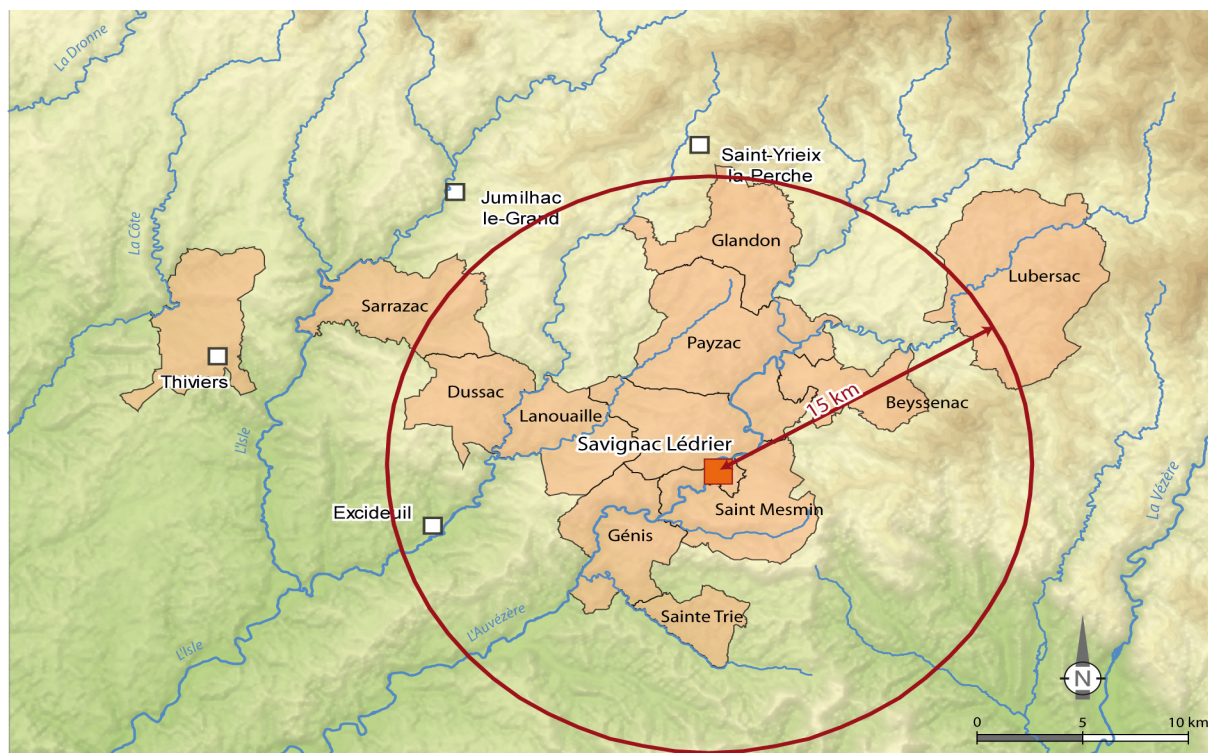 La Dronne
Saint-Yrieix
la-Perche
Jumilhac
le-Grand
La Côte
Glandon
Lubersac
Sarrazac
Payzac
Thiviers
Dussac
Lanouaille
15 km
Beyssenac
L'Isle
Savignac Lédrier
La Vézère
Excideuil
Saint Mesmin
Génis
L'Auvézère
Sainte Trie
L'Isle
N
0 5 10 km